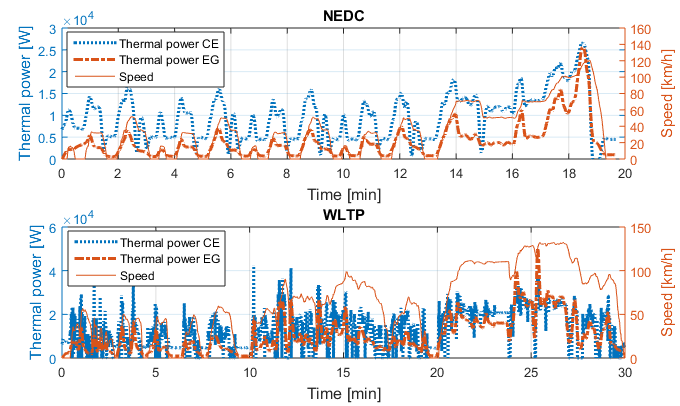 NEDC
×10⁴
Thermal power [W]
3
2.5
2
1.5
1
0.5
0
Thermal power CE
Thermal power EG
Speed
160
140
120
100
80
60
40
20
0
Speed [km/h]
0 2 4 6 8 10 12 14 16 18 20
Time [min]
WLTP
×10⁴
Thermal power [W]
6
4
2
0
Thermal power CE
Thermal power EG
Speed
150
100
50
0
Speed [km/h]
0 5 10 15 20 25 30
Time [min]